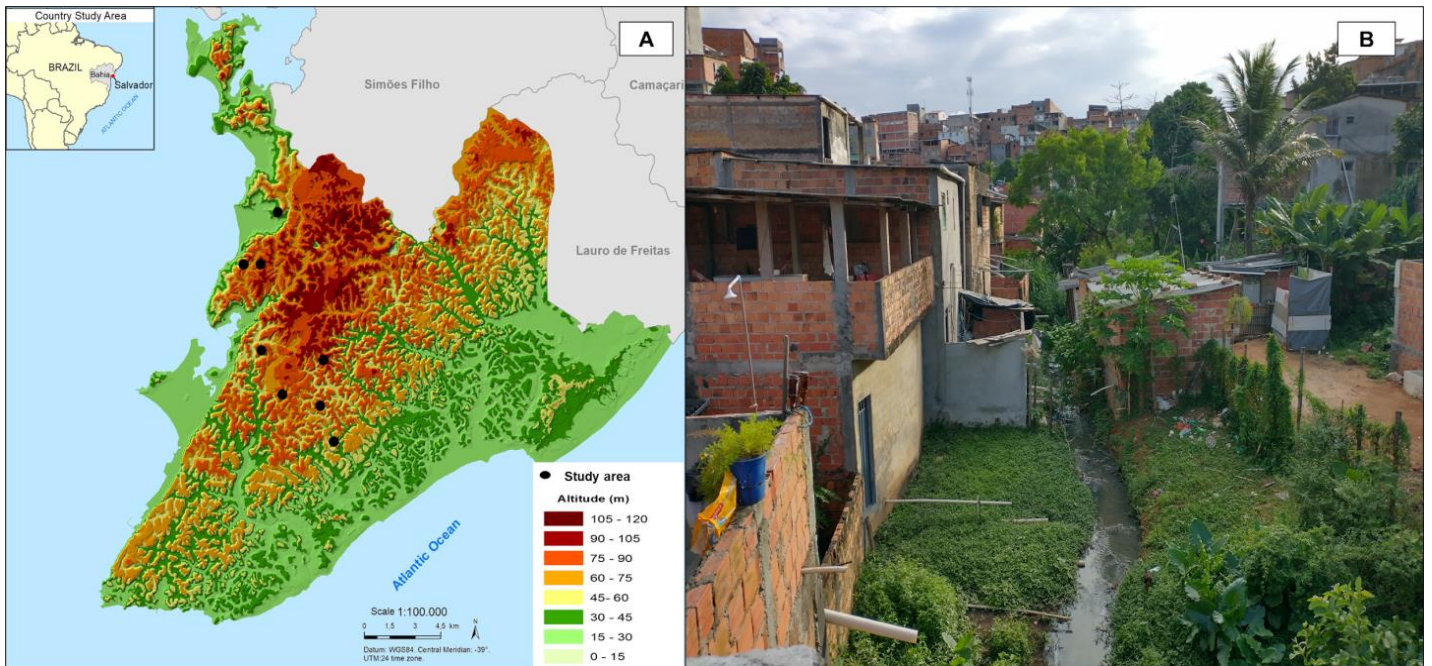 Country Study Area
BRAZIL
Bahia
Salvador
ATLANTIC OCEAN
A
Simões Filho
Camaçari
Lauro de Freitas
Atlantic Ocean
Study area
Altitude (m)
105 - 120
90 - 105
75 - 90
60 - 75
45- 60
30 - 45
15 - 30
0 - 15
Scale 1:100.000
0 1,5 3 4,5 km
N
Datum: WGS84. Central Meridian: -39°.
UTM:24 time zone.
B